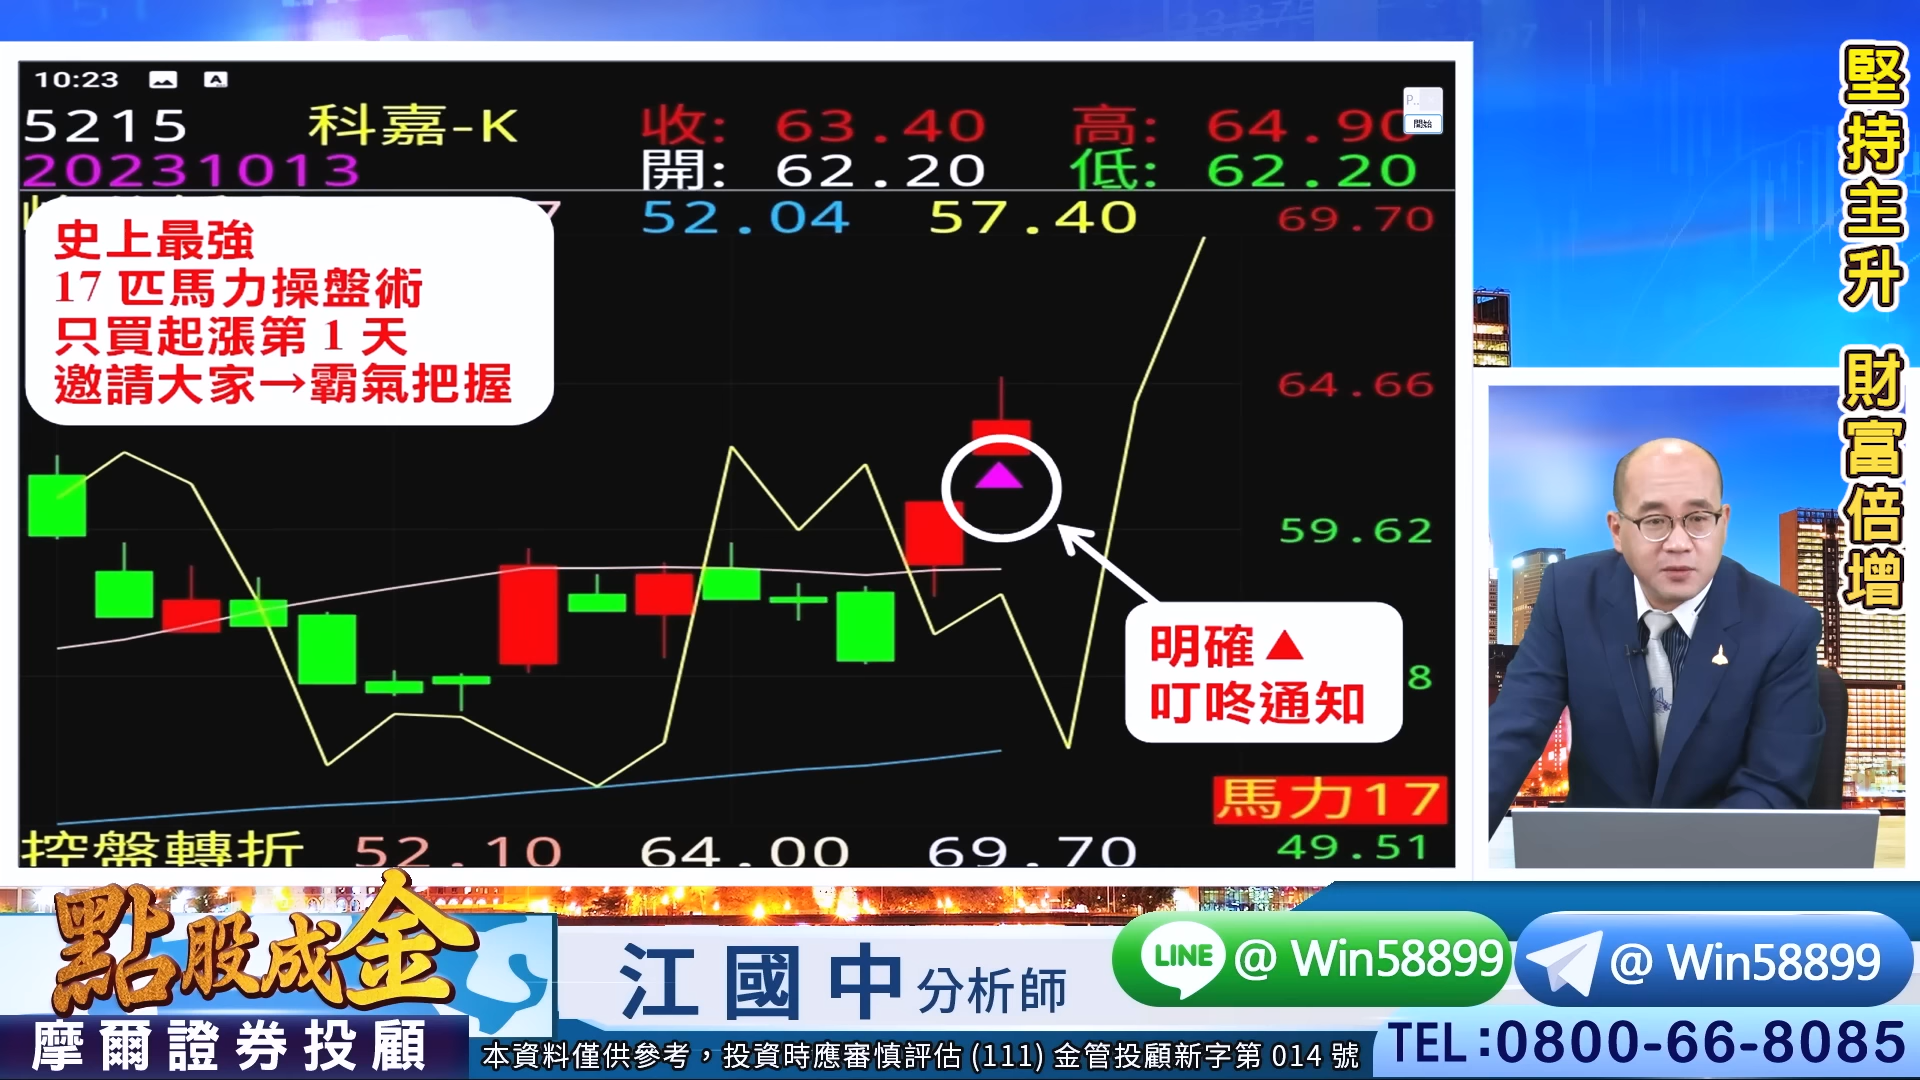 10:23
5215 科嘉-K 收: 63.40 高: 64.90
20231013 開: 62.20 低: 62.20
7 52.04 57.40 69.70
史上最強
17 匹馬力操盤術
只買起漲第 1 天
邀請大家→霸氣把握
P..
開始
64.66
59.62
明確▲
叮咚通知
8
馬力17
49.51
控盤轉折 52.10 64.00 69.70
堅持主升 財富倍增
點股成金
摩爾證券投顧
江國中 分析師
LINE @ Win58899
@ Win58899
本資料僅供參考，投資時應審慎評估 (111) 金管投顧新字第 014 號
TEL:0800-66-8085